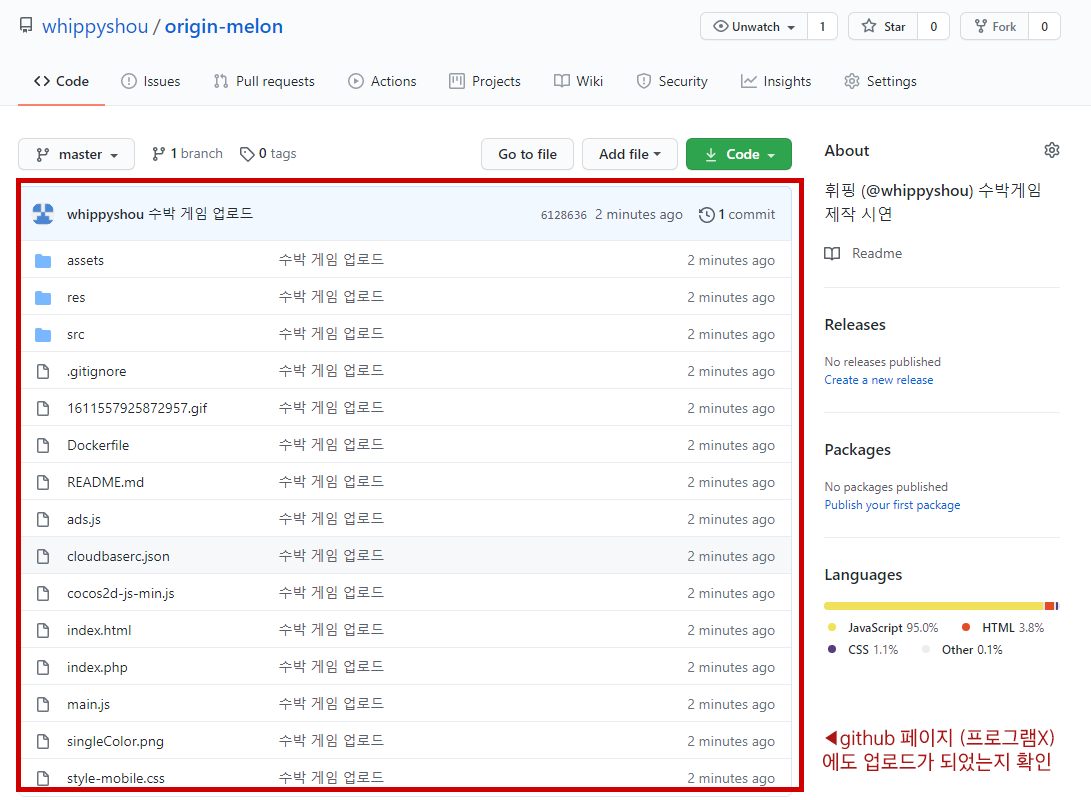 whippyshou / origin-melon
Unwatch 1 Star 0 Fork 0
Code Issues Pull requests Actions Projects Wiki Security Insights Settings
master 1 branch 0 tags Go to file Add file Code
whippyshou 수박 게임 업로드 6128636 2 minutes ago 1 commit
assets 수박 게임 업로드 2 minutes ago
res 수박 게임 업로드 2 minutes ago
src 수박 게임 업로드 2 minutes ago
.gitignore 수박 게임 업로드 2 minutes ago
1611557925872957.gif 수박 게임 업로드 2 minutes ago
Dockerfile 수박 게임 업로드 2 minutes ago
README.md 수박 게임 업로드 2 minutes ago
ads.js 수박 게임 업로드 2 minutes ago
cloudbaserc.json 수박 게임 업로드 2 minutes ago
cocos2d-js-min.js 수박 게임 업로드 2 minutes ago
index.html 수박 게임 업로드 2 minutes ago
index.php 수박 게임 업로드 2 minutes ago
main.js 수박 게임 업로드 2 minutes ago
singleColor.png 수박 게임 업로드 2 minutes ago
style-mobile.css 수박 게임 업로드 2 minutes ago
About
휘핑 (@whippyshou) 수박게임
제작 시연
Readme
Releases
No releases published
Create a new release
Packages
No packages published
Publish your first package
Languages
JavaScript 95.0% HTML 3.8%
CSS 1.1% Other 0.1%
◀github 페이지 (프로그램X)
에도 업로드가 되었는지 확인